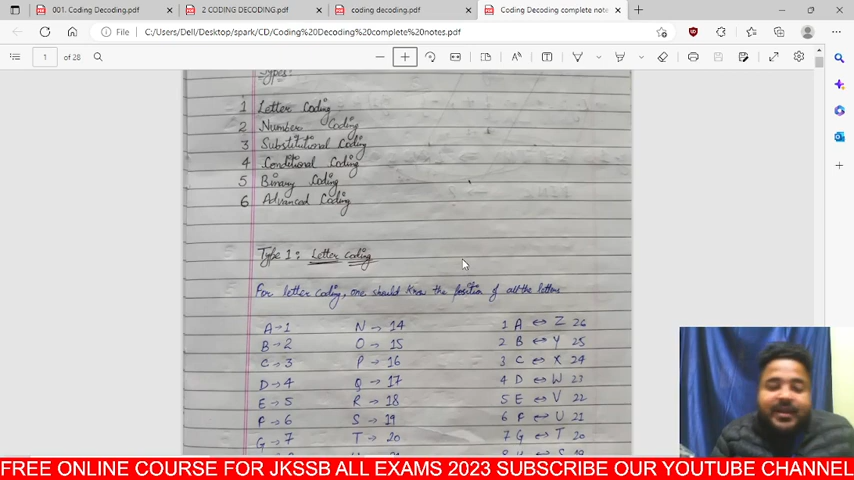 001. Coding Decoding.pdf
2 CODING DECODING.pdf
coding decoding.pdf
Coding Decoding complete note
File
C:/Users/Dell/Desktop/spark/CD/Coding%20Decoding%20complete%20notes.pdf
1 of 28
Types:
1 Letter Coding
2 Number Coding
3 Substitutional Coding
4 Conditional Coding
5 Binary Coding
6 Advanced Coding
Type 1: Letter Coding
For letter coding, one should know the position of all the letters
A → 1 N → 14 1 A ↔ Z 26
B → 2 O → 15 2 B ↔ Y 25
C → 3 P → 16 3 C ↔ X 24
D → 4 Q → 17 4 D ↔ W 23
E → 5 R → 18 5 E ↔ V 22
F → 6 S → 19 6 F ↔ U 21
G → 7 T → 20 7 G ↔ T 20
FREE ONLINE COURSE FOR JKSSB ALL EXAMS 2023 SUBSCRIBE OUR YOUTUBE CHANNEL